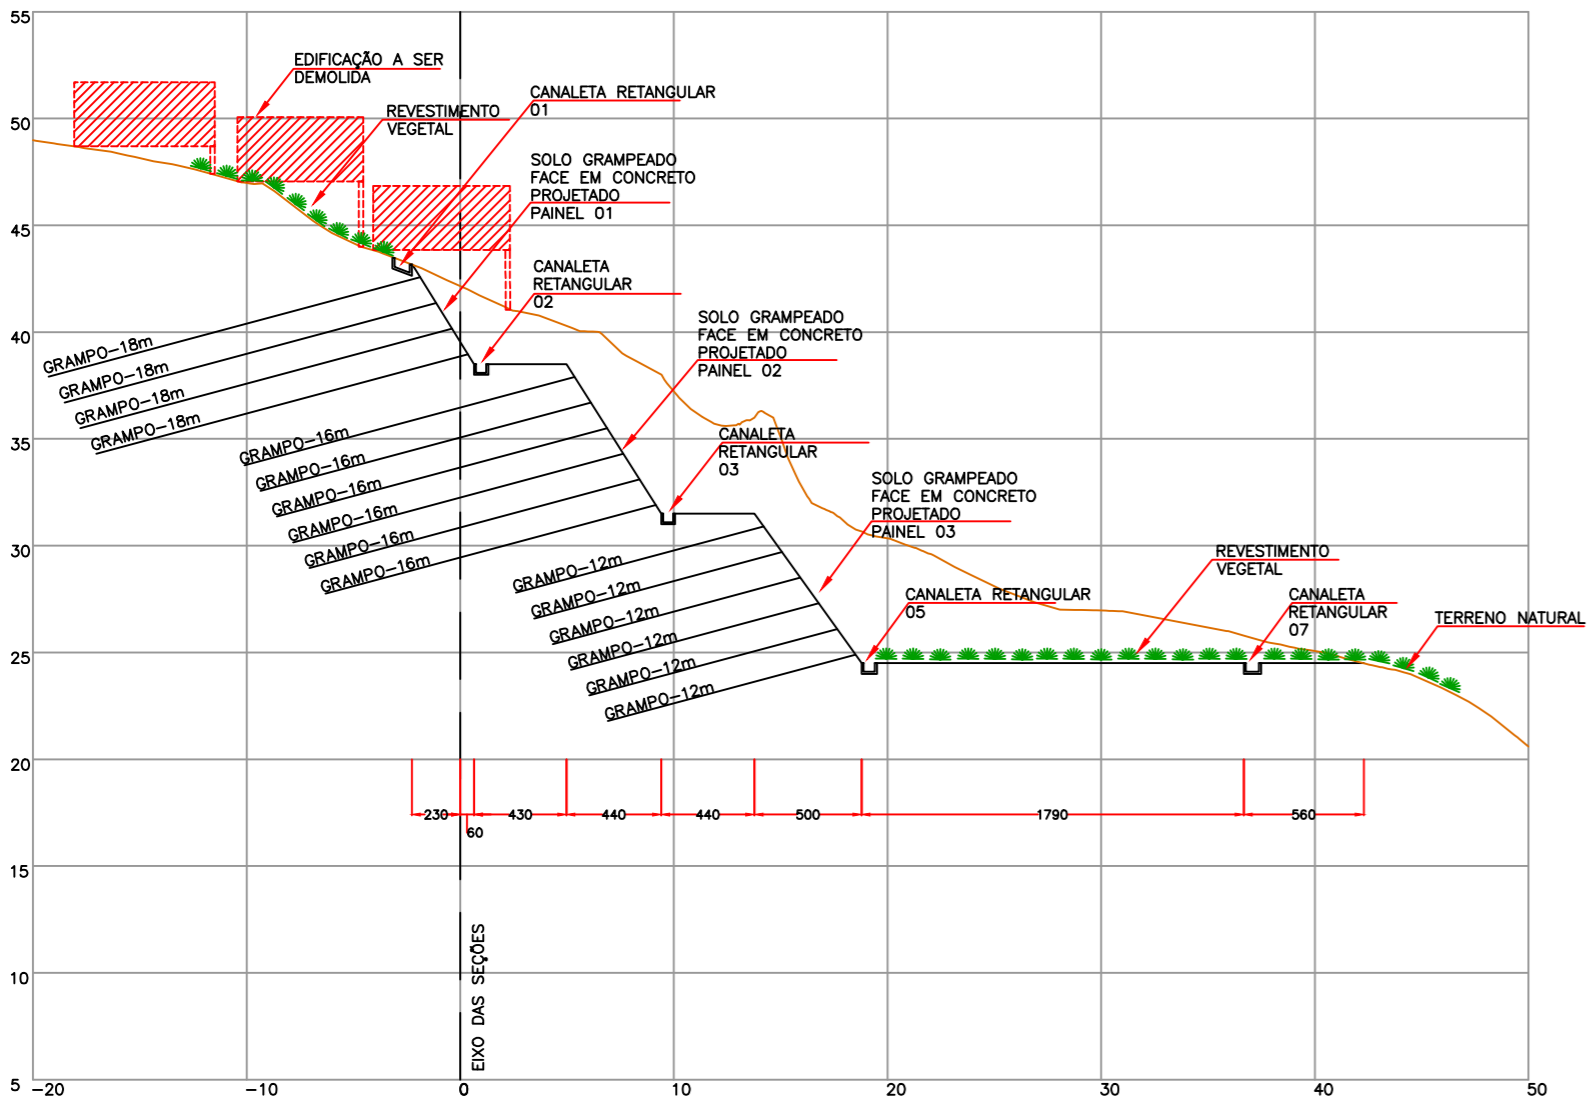 55
EDIFICAÇÃO A SER
DEMOLIDA
CANALETA RETANGULAR
01
REVESTIMENTO
VEGETAL
50
SOLO GRAMPEADO
FACE EM CONCRETO
PROJETADO
PAINEL 01
45
CANALETA
RETANGULAR
02
SOLO GRAMPEADO
FACE EM CONCRETO
PROJETADO
PAINEL 02
40
GRAMPO-18m
GRAMPO-18m
GRAMPO-18m
GRAMPO-18m
35
CANALETA
RETANGULAR
03
GRAMPO-16m
GRAMPO-16m
GRAMPO-16m
GRAMPO-16m
GRAMPO-16m
GRAMPO-16m
SOLO GRAMPEADO
FACE EM CONCRETO
PROJETADO
PAINEL 03
30
GRAMPO-12m
GRAMPO-12m
GRAMPO-12m
GRAMPO-12m
GRAMPO-12m
GRAMPO-12m
REVESTIMENTO
VEGETAL
CANALETA RETANGULAR
05
CANALETA
RETANGULAR
07
TERRENO NATURAL
25
20
230
60
430
440
440
500
1790
560
15
10
EIXO DAS SEÇÕES
5
-20
-10
0
10
20
30
40
50